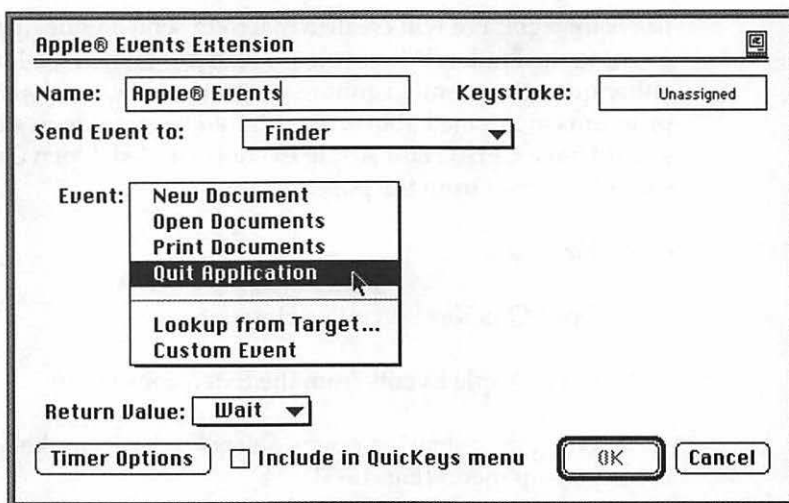 Apple® Events Extension
Name: Apple® Events Keystroke: Unassigned
Send Event to: Finder
Event: New Document
Open Documents
Print Documents
Quit Application
Lookup from Target...
Custom Event
Return Value: Wait
Timer Options Include in QuicKeys menu OK Cancel